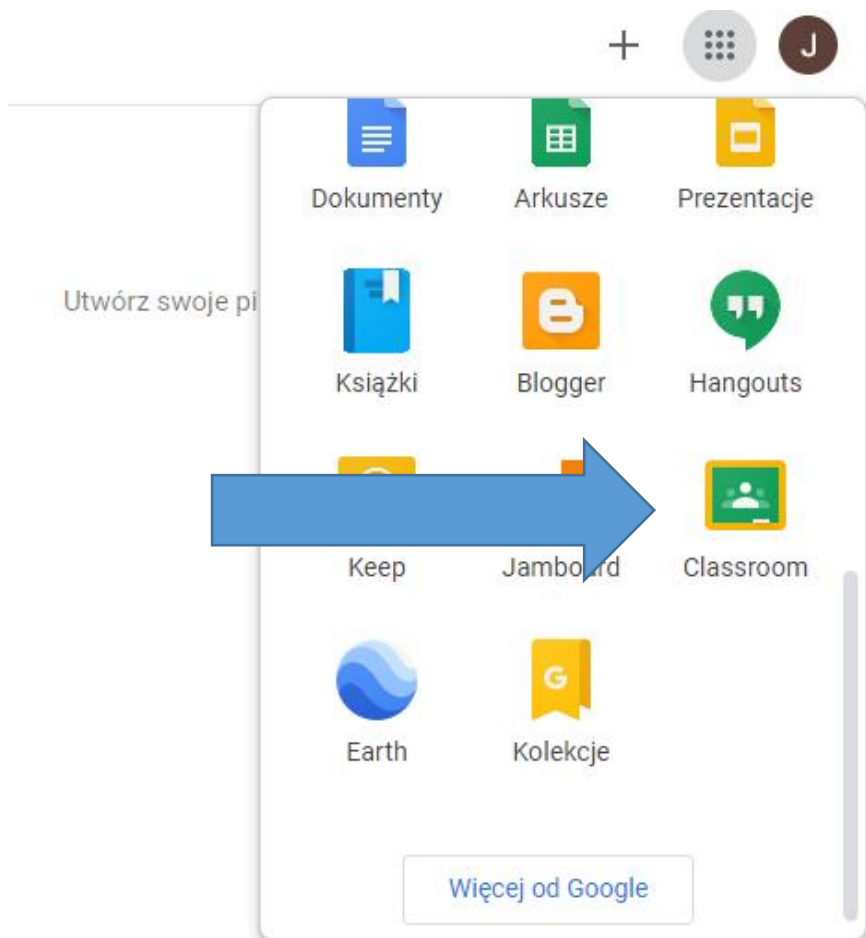 J
Dokumenty Arkusze Prezentacje
Utwórz swoje pi
Książki Blogger Hangouts
Keep Jamboard Classroom
G
Earth Kolekcje
Więcej od Google